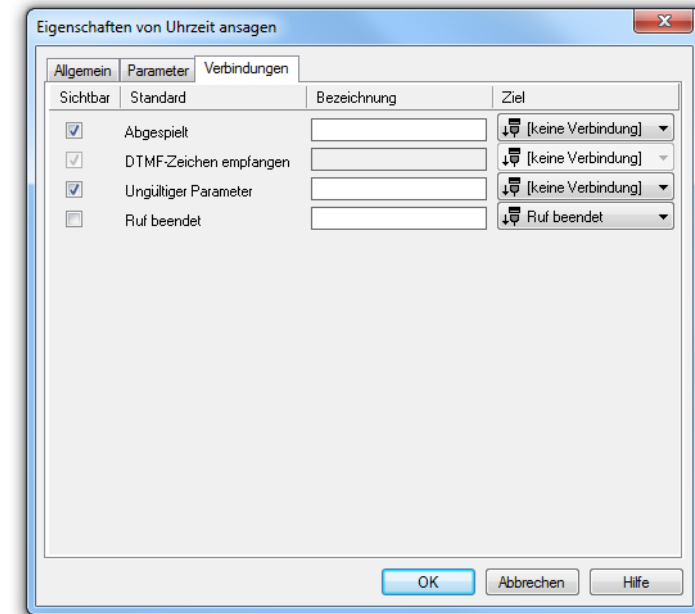 Eigenschaften von Uhrzeit ansagen
Allgemein Parameter Verbindungen
Sichtbar Standard Bezeichnung Ziel
Abgespielt [keine Verbindung]
DTMF-Zeichen empfangen [keine Verbindung]
Ungültiger Parameter [keine Verbindung]
Ruf beendet Ruf beendet
OK Abbrechen Hilfe